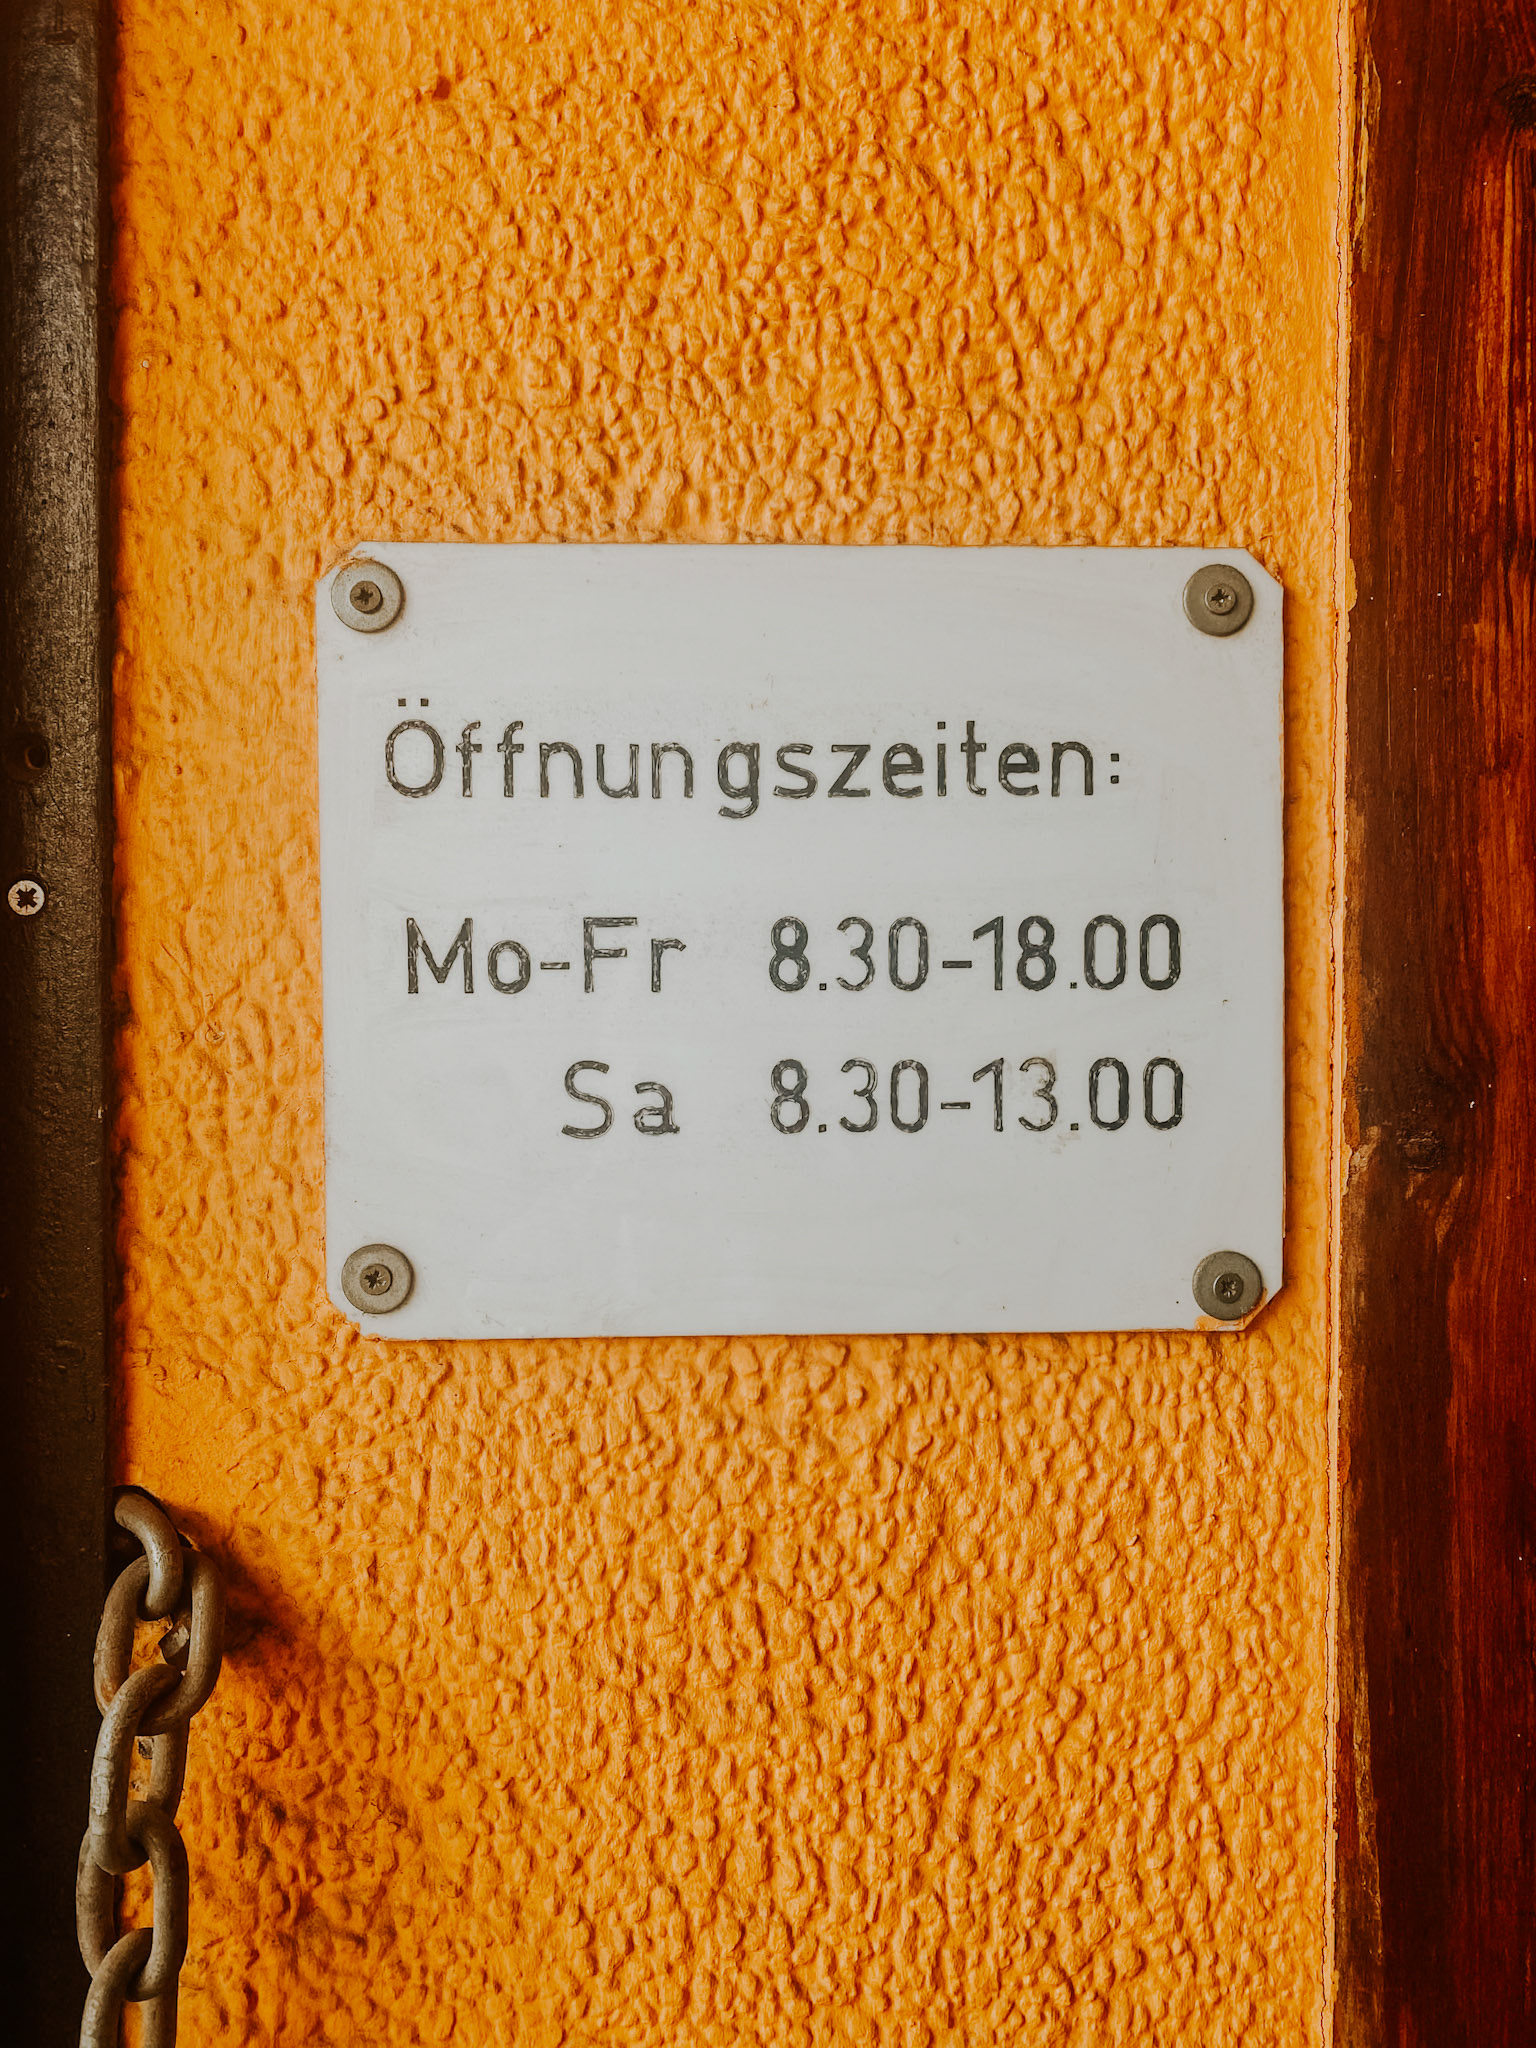 Öffnungszeiten:
Mo-Fr 8.30-18.00
Sa 8.30-13.00